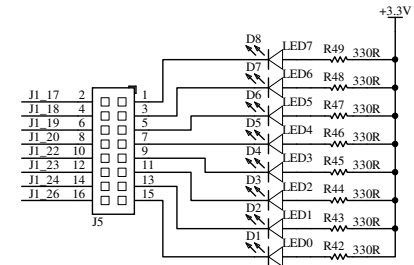 +3.3V
D8 LED7 R49 330R
D7 LED6 R48 330R
D6 LED5 R47 330R
D5 LED4 R46 330R
D4 LED3 R45 330R
D3 LED2 R44 330R
D2 LED1 R43 330R
D1 LED0 R42 330R
J1_17 2 1
J1_18 4 3
J1_19 6 5
J1_20 8 7
J1_22 10 9
J1_23 12 11
J1_24 14 13
J1_26 16 15
J5